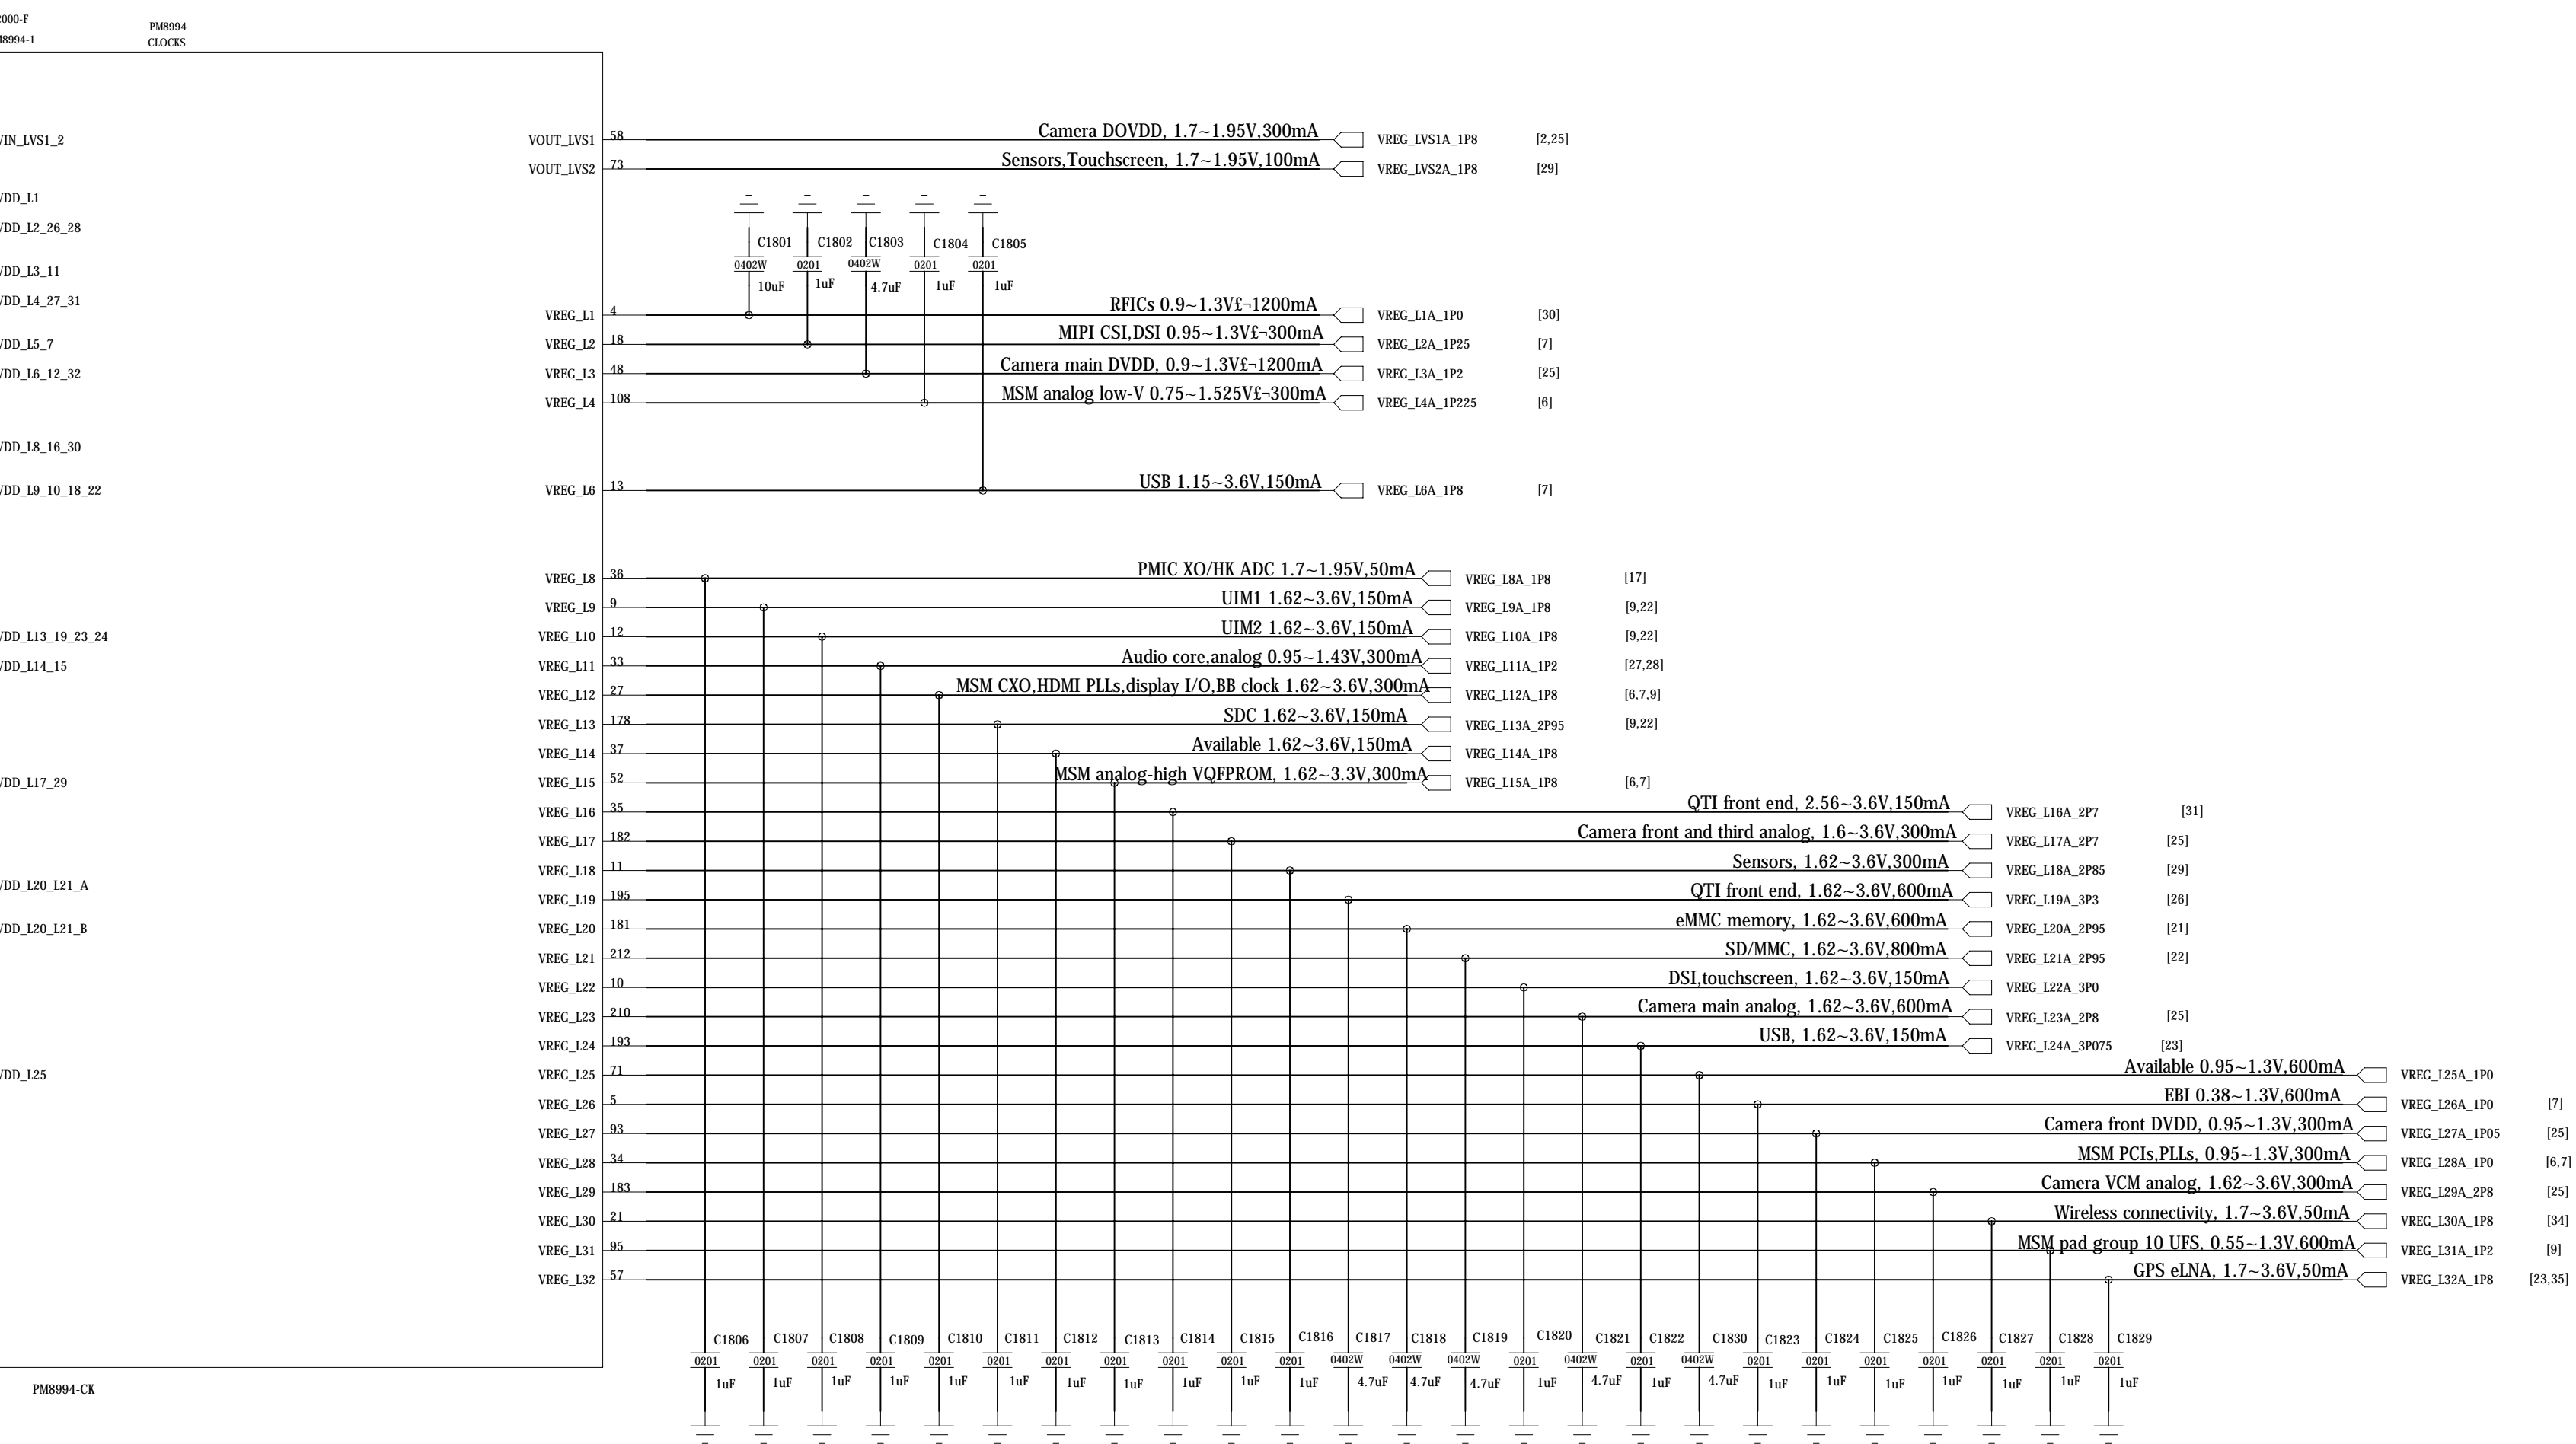 2000-F
M8994-1
PM8994
CLOCKS
VIN_LVS1_2 VOUT_LVS1 58 Camera DOVDD, 1.7~1.95V,300mA VREG_LVS1A_1P8 [2,25]
VOUT_LVS2 73 Sensors,Touchscreen, 1.7~1.95V,100mA VREG_LVS2A_1P8 [29]
VDD_L1
VDD_L2_26_28
C1801 C1802 C1803 C1804 C1805
0402W 0201 0402W 0201 0201
VDD_L3_11
10uF 1uF 4.7uF 1uF 1uF
VDD_L4_27_31
VREG_L1 4 RFICs 0.9~1.3V£¬1200mA VREG_L1A_1P0 [30]
VDD_L5_7 VREG_L2 18 MIPI CSI,DSI 0.95~1.3V£¬300mA VREG_L2A_1P25 [7]
VDD_L6_12_32 VREG_L3 48 Camera main DVDD, 0.9~1.3V£¬1200mA VREG_L3A_1P2 [25]
VREG_L4 108 MSM analog low-V 0.75~1.525V£¬300mA VREG_L4A_1P225 [6]
VDD_L8_16_30
VDD_L9_10_18_22 VREG_L6 13 USB 1.15~3.6V,150mA VREG_L6A_1P8 [7]
VREG_L8 36 PMIC XO/HK ADC 1.7~1.95V,50mA VREG_L8A_1P8 [17]
VREG_L9 9 UIM1 1.62~3.6V,150mA VREG_L9A_1P8 [9,22]
VDD_L13_19_23_24 VREG_L10 12 UIM2 1.62~3.6V,150mA VREG_L10A_1P8 [9,22]
VDD_L14_15 VREG_L11 33 Audio core,analog 0.95~1.43V,300mA VREG_L11A_1P2 [27,28]
VREG_L12 27 MSM CXO,HDMI PLLs,display I/O,BB clock 1.62~3.6V,300mA VREG_L12A_1P8 [6,7,9]
VREG_L13 178 SDC 1.62~3.6V,150mA VREG_L13A_2P95 [9,22]
VREG_L14 37 Available 1.62~3.6V,150mA VREG_L14A_1P8
VDD_L17_29 VREG_L15 52 MSM analog-high VQFPROM, 1.62~3.3V,300mA VREG_L15A_1P8 [6,7]
VREG_L16 35 QTI front end, 2.56~3.6V,150mA VREG_L16A_2P7 [31]
VREG_L17 182 Camera front and third analog, 1.6~3.6V,300mA VREG_L17A_2P7 [25]
VREG_L18 11 Sensors, 1.62~3.6V,300mA VREG_L18A_2P85 [29]
VDD_L20_L21_A
VREG_L19 195 QTI front end, 1.62~3.6V,600mA VREG_L19A_3P3 [26]
VDD_L20_L21_B VREG_L20 181 eMMC memory, 1.62~3.6V,600mA VREG_L20A_2P95 [21]
VREG_L21 212 SD/MMC, 1.62~3.6V,800mA VREG_L21A_2P95 [22]
VREG_L22 10 DSI,touchscreen, 1.62~3.6V,150mA VREG_L22A_3P0
VREG_L23 210 Camera main analog, 1.62~3.6V,600mA VREG_L23A_2P8 [25]
VREG_L24 193 USB, 1.62~3.6V,150mA VREG_L24A_3P075 [23]
VDD_L25 VREG_L25 71 Available 0.95~1.3V,600mA VREG_L25A_1P0
VREG_L26 5 EBI 0.38~1.3V,600mA VREG_L26A_1P0 [7]
VREG_L27 93 Camera front DVDD, 0.95~1.3V,300mA VREG_L27A_1P05 [25]
VREG_L28 34 MSM PCIs,PLLs, 0.95~1.3V,300mA VREG_L28A_1P0 [6,7]
VREG_L29 183 Camera VCM analog, 1.62~3.6V,300mA VREG_L29A_2P8 [25]
VREG_L30 21 Wireless connectivity, 1.7~3.6V,50mA VREG_L30A_1P8 [34]
VREG_L31 95 MSM pad group 10 UFS, 0.55~1.3V,600mA VREG_L31A_1P2 [9]
VREG_L32 57 GPS eLNA, 1.7~3.6V,50mA VREG_L32A_1P8 [23,35]
C1806 C1807 C1808 C1809 C1810 C1811 C1812 C1813 C1814 C1815 C1816 C1817 C1818 C1819 C1820 C1821 C1822 C1830 C1823 C1824 C1825 C1826 C1827 C1828 C1829
0201 0201 0201 0201 0201 0201 0201 0201 0201 0201 0201 0402W 0402W 0402W 0201 0402W 0201 0402W 0201 0201 0201 0201 0201 0201 0201
1uF 1uF 1uF 1uF 1uF 1uF 1uF 1uF 1uF 1uF 1uF 4.7uF 4.7uF 4.7uF 1uF 4.7uF 1uF 4.7uF 1uF 1uF 1uF 1uF 1uF 1uF 1uF
PM8994-CK